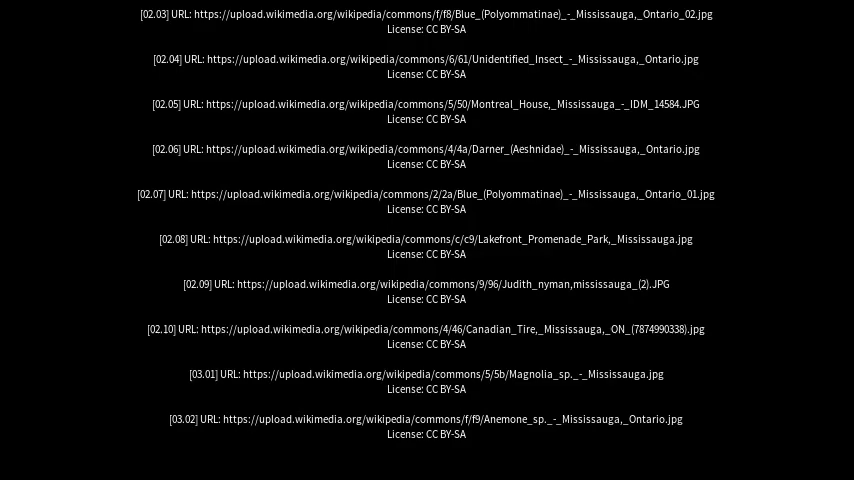 [02.03] URL: https://upload.wikimedia.org/wikipedia/commons/f/f8/Blue_(Polyommatinae)_-_Mississauga,_Ontario_02.jpg
License: CC BY-SA
[02.04] URL: https://upload.wikimedia.org/wikipedia/commons/6/61/Unidentified_Insect_-_Mississauga,_Ontario.jpg
License: CC BY-SA
[02.05] URL: https://upload.wikimedia.org/wikipedia/commons/5/50/Montreal_House,_Mississauga_-_IDM_14584.JPG
License: CC BY-SA
[02.06] URL: https://upload.wikimedia.org/wikipedia/commons/4/4a/Darner_(Aeshnidae)_-_Mississauga,_Ontario.jpg
License: CC BY-SA
[02.07] URL: https://upload.wikimedia.org/wikipedia/commons/2/2a/Blue_(Polyommatinae)_-_Mississauga,_Ontario_01.jpg
License: CC BY-SA
[02.08] URL: https://upload.wikimedia.org/wikipedia/commons/c/c9/Lakefront_Promenade_Park,_Mississauga.jpg
License: CC BY-SA
[02.09] URL: https://upload.wikimedia.org/wikipedia/commons/9/96/Judith_nyman,mississauga_(2).JPG
License: CC BY-SA
[02.10] URL: https://upload.wikimedia.org/wikipedia/commons/4/46/Canadian_Tire,_Mississauga,_ON_(7874990338).jpg
License: CC BY-SA
[03.01] URL: https://upload.wikimedia.org/wikipedia/commons/5/5b/Magnolia_sp._-_Mississauga.jpg
License: CC BY-SA
[03.02] URL: https://upload.wikimedia.org/wikipedia/commons/f/f9/Anemone_sp._-_Mississauga,_Ontario.jpg
License: CC BY-SA